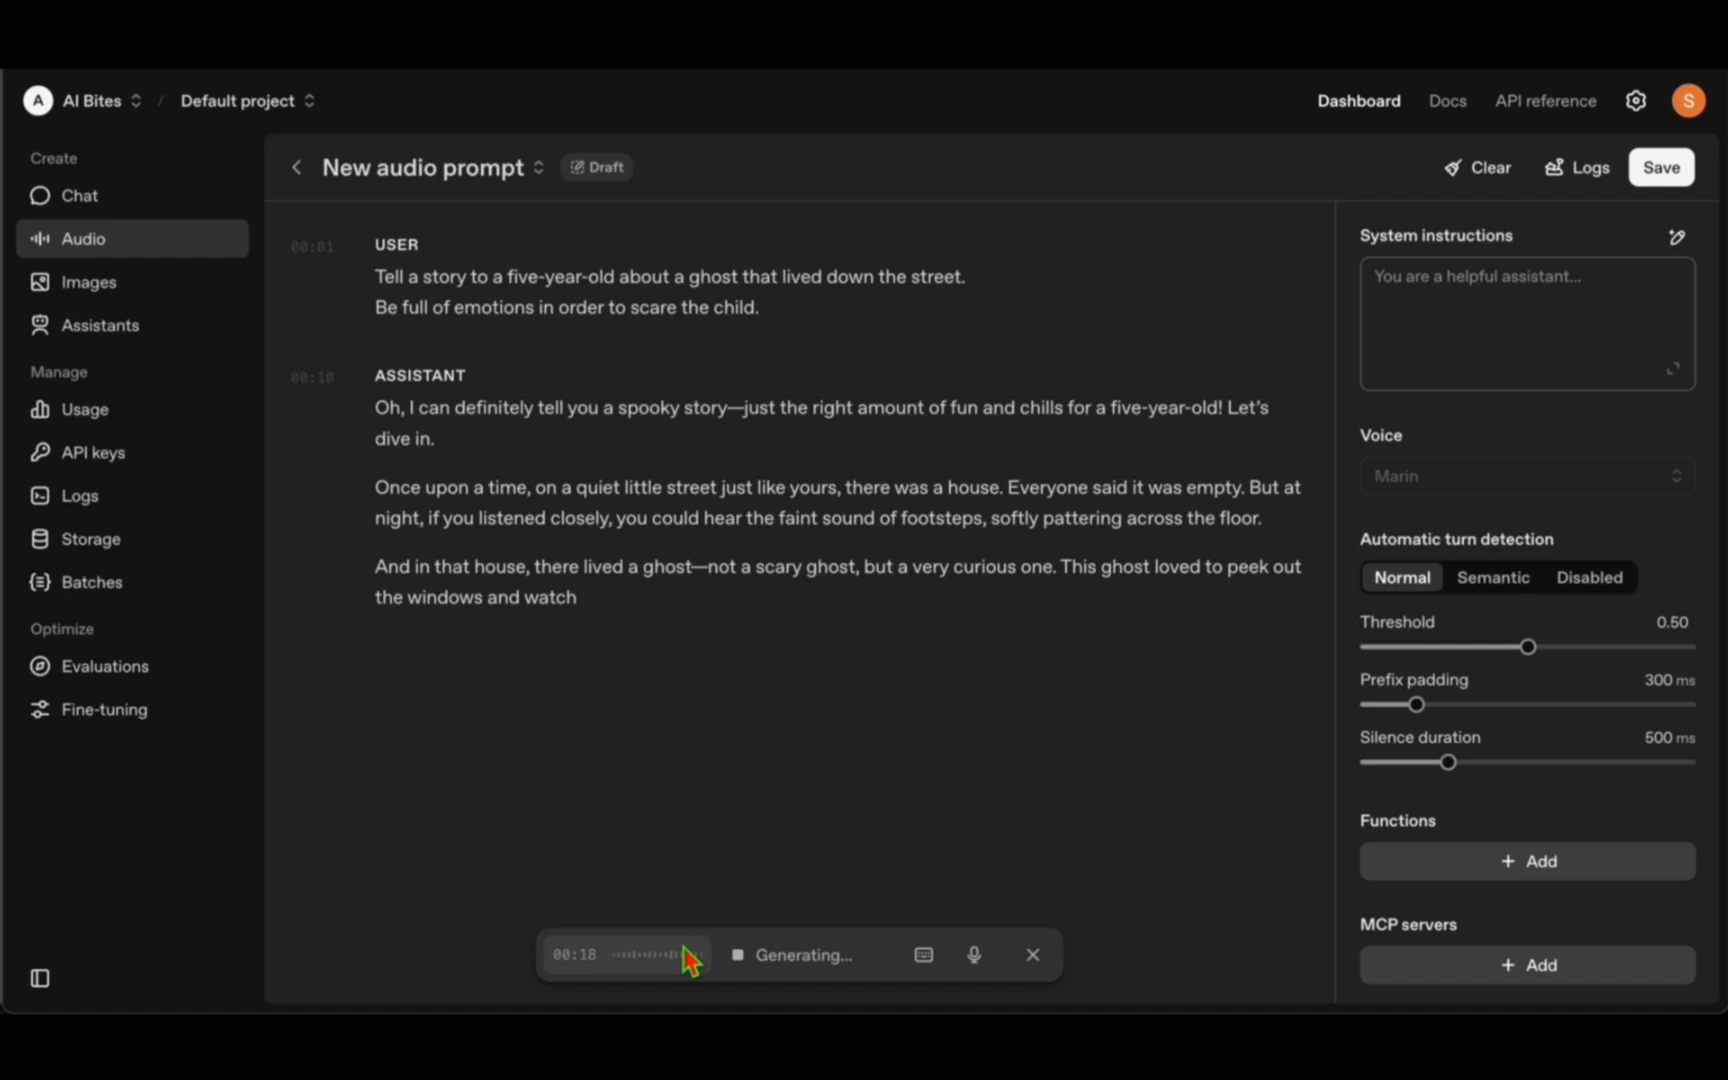 A AI Bites / Default project
Dashboard Docs API reference S
Create
Chat
Audio
Images
Assistants
Manage
Usage
API keys
Logs
Storage
Batches
Optimize
Evaluations
Fine-tuning
New audio prompt Draft
Clear Logs Save
00:01 USER
Tell a story to a five-year-old about a ghost that lived down the street.
Be full of emotions in order to scare the child.
00:10 ASSISTANT
Oh, I can definitely tell you a spooky story—just the right amount of fun and chills for a five-year-old! Let’s
dive in.
Once upon a time, on a quiet little street just like yours, there was a house. Everyone said it was empty. But at
night, if you listened closely, you could hear the faint sound of footsteps, softly pattering across the floor.
And in that house, there lived a ghost—not a scary ghost, but a very curious one. This ghost loved to peek out
the windows and watch
00:18 Generating...
System instructions
You are a helpful assistant...
Voice
Marin
Automatic turn detection
Normal Semantic Disabled
Threshold 0.50
Prefix padding 300 ms
Silence duration 500 ms
Functions
+ Add
MCP servers
+ Add